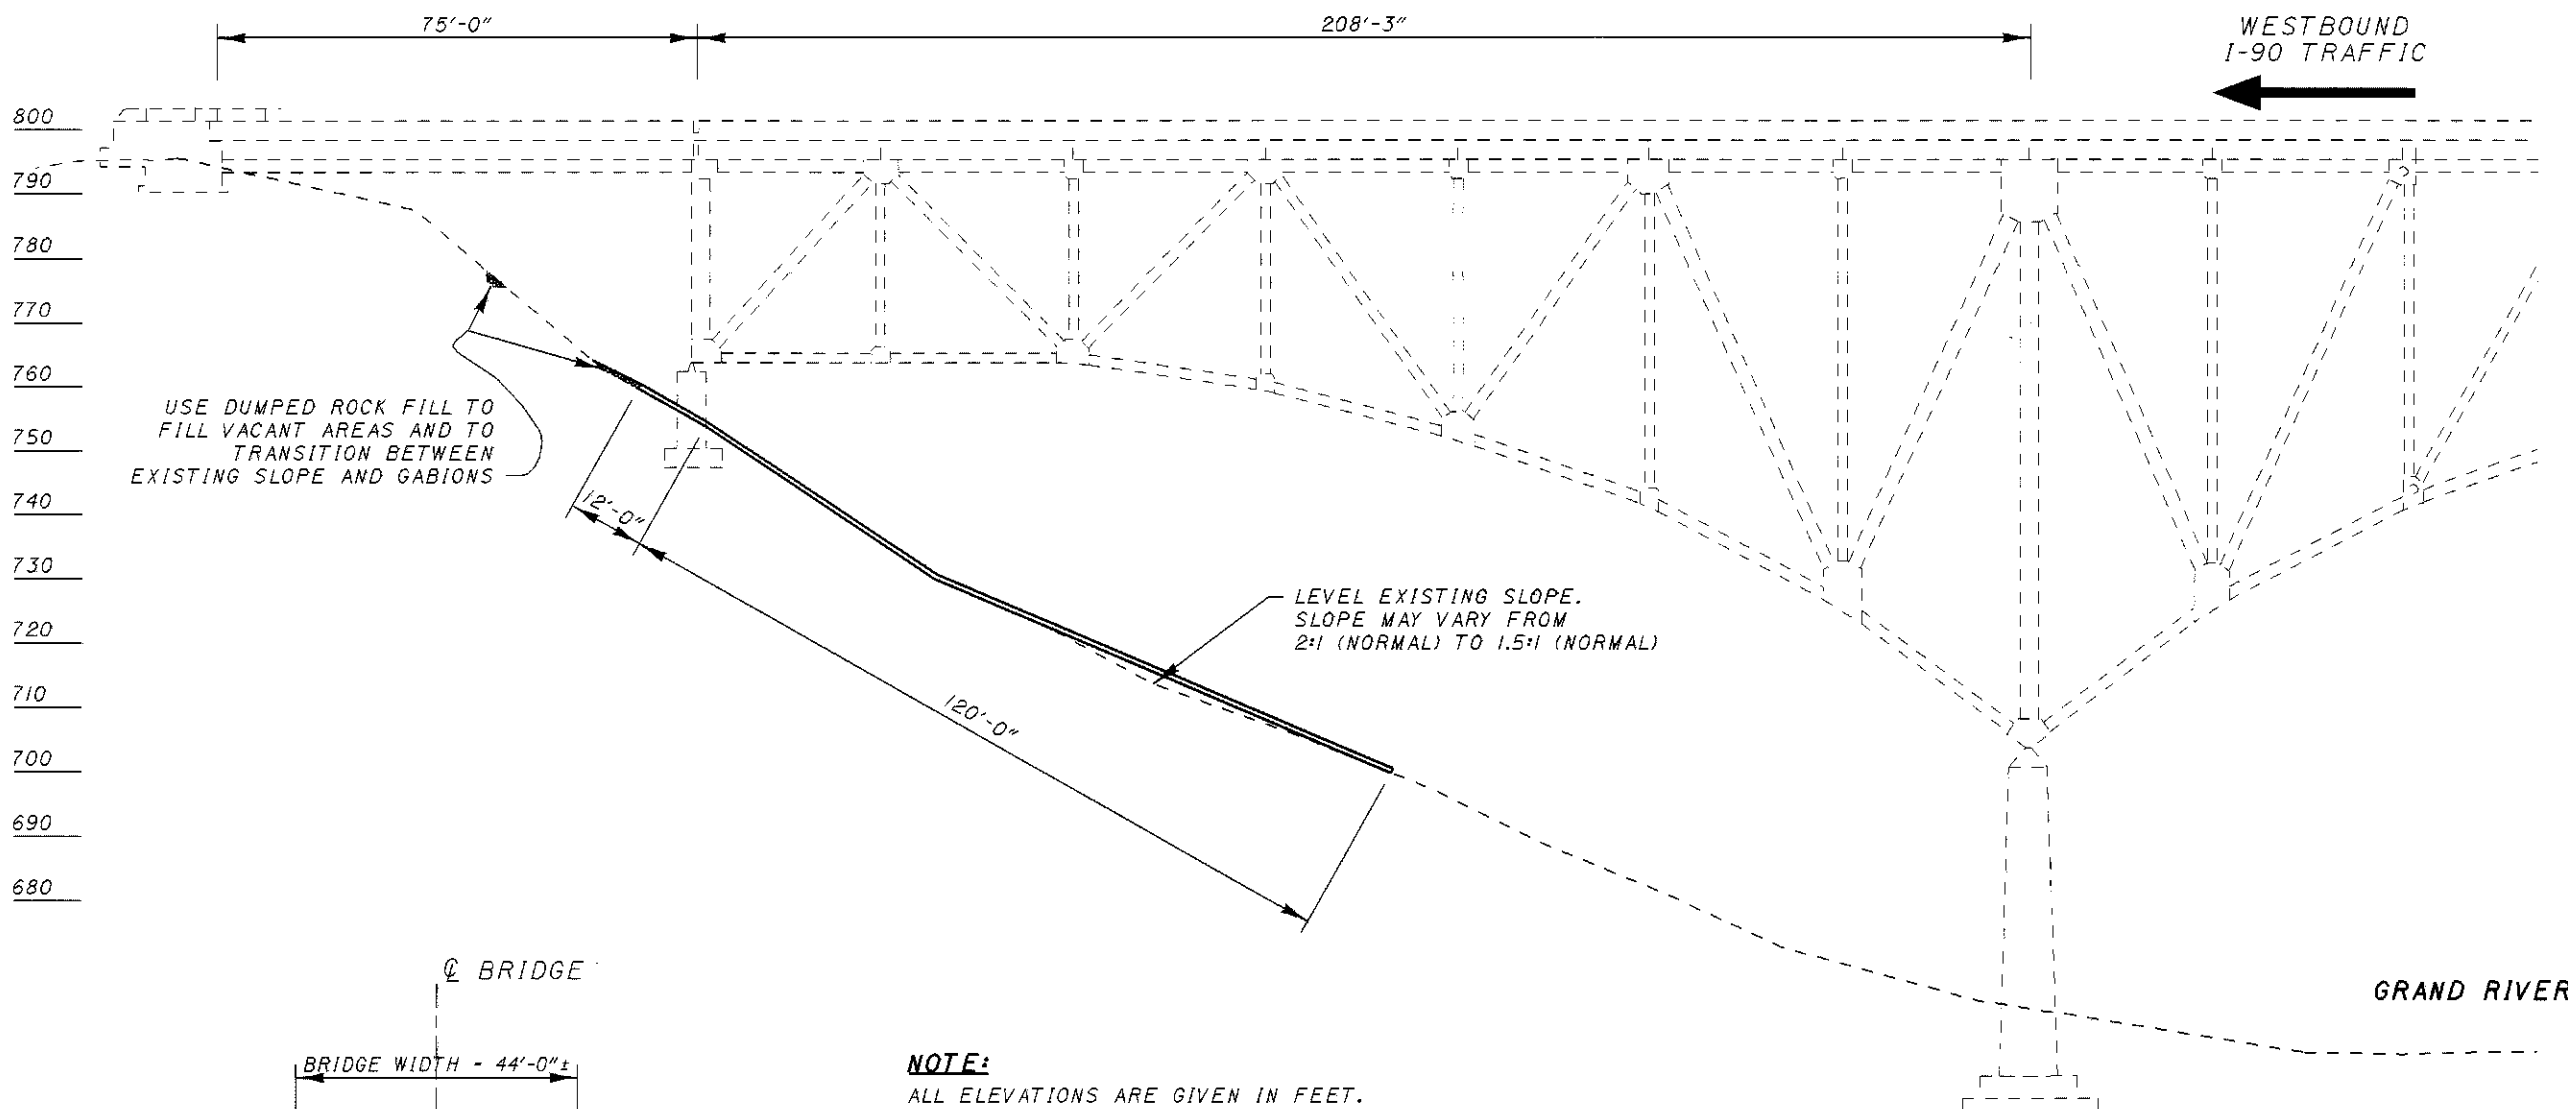 75'-0"
208'-3"
WESTBOUND
I-90 TRAFFIC
800
790
780
770
760
750
740
730
720
710
700
690
680
USE DUMPED ROCK FILL TO
FILL VACANT AREAS AND TO
TRANSITION BETWEEN
EXISTING SLOPE AND GABIONS
12'-0"
120'-0"
LEVEL EXISTING SLOPE.
SLOPE MAY VARY FROM
2:1 (NORMAL) TO 1.5:1 (NORMAL)
GRAND RIVER
℄ BRIDGE
BRIDGE WIDTH - 44'-0"±
NOTE:
ALL ELEVATIONS ARE GIVEN IN FEET.